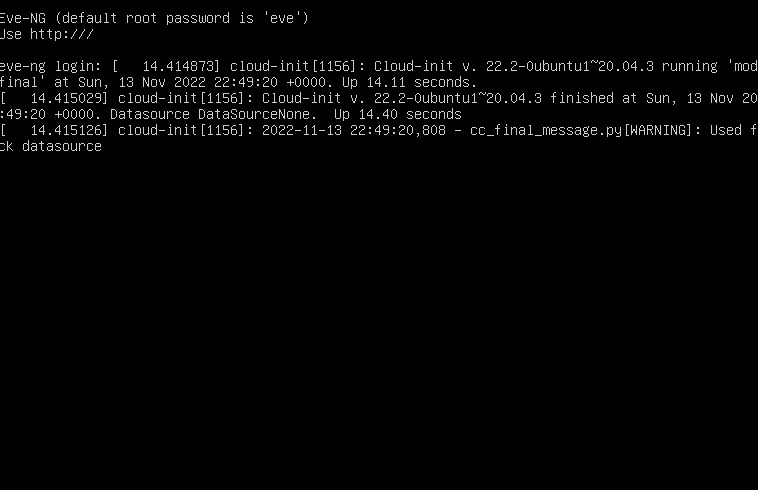 Eve-NG (default root password is 'eve')
Use http:///
eve-ng login: [   14.414873] cloud-init[1156]: Cloud-init v. 22.2-0ubuntu1~20.04.3 running 'mod
final' at Sun, 13 Nov 2022 22:49:20 +0000. Up 14.11 seconds.
[   14.415029] cloud-init[1156]: Cloud-init v. 22.2-0ubuntu1~20.04.3 finished at Sun, 13 Nov 20
:49:20 +0000. Datasource DataSourceNone.  Up 14.40 seconds
[   14.415126] cloud-init[1156]: 2022-11-13 22:49:20,808 - cc_final_message.py[WARNING]: Used f
ck datasource